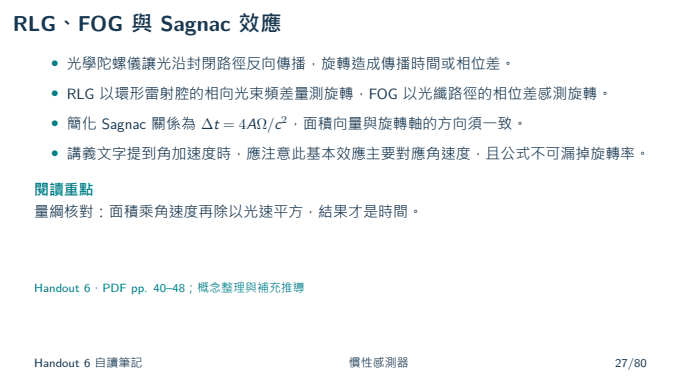 RLG、FOG 與 Sagnac 效應
• 光學陀螺儀讓光沿封閉路徑反向傳播，旋轉造成傳播時間或相位差。
• RLG 以環形雷射腔的相向光束頻差量測旋轉，FOG 以光纖路徑的相位差感測旋轉。
• 簡化 Sagnac 關係為 Δt = 4AΩ/c²，面積向量與旋轉軸的方向須一致。
• 講義文字提到角加速度時，應注意此基本效應主要對應角速度，且公式不可漏掉旋轉率。
閱讀重點
量綱核對：面積乘角速度再除以光速平方，結果才是時間。
Handout 6，PDF pp. 40–48；概念整理與補充推導
Handout 6 自讀筆記
慣性感測器
27/80